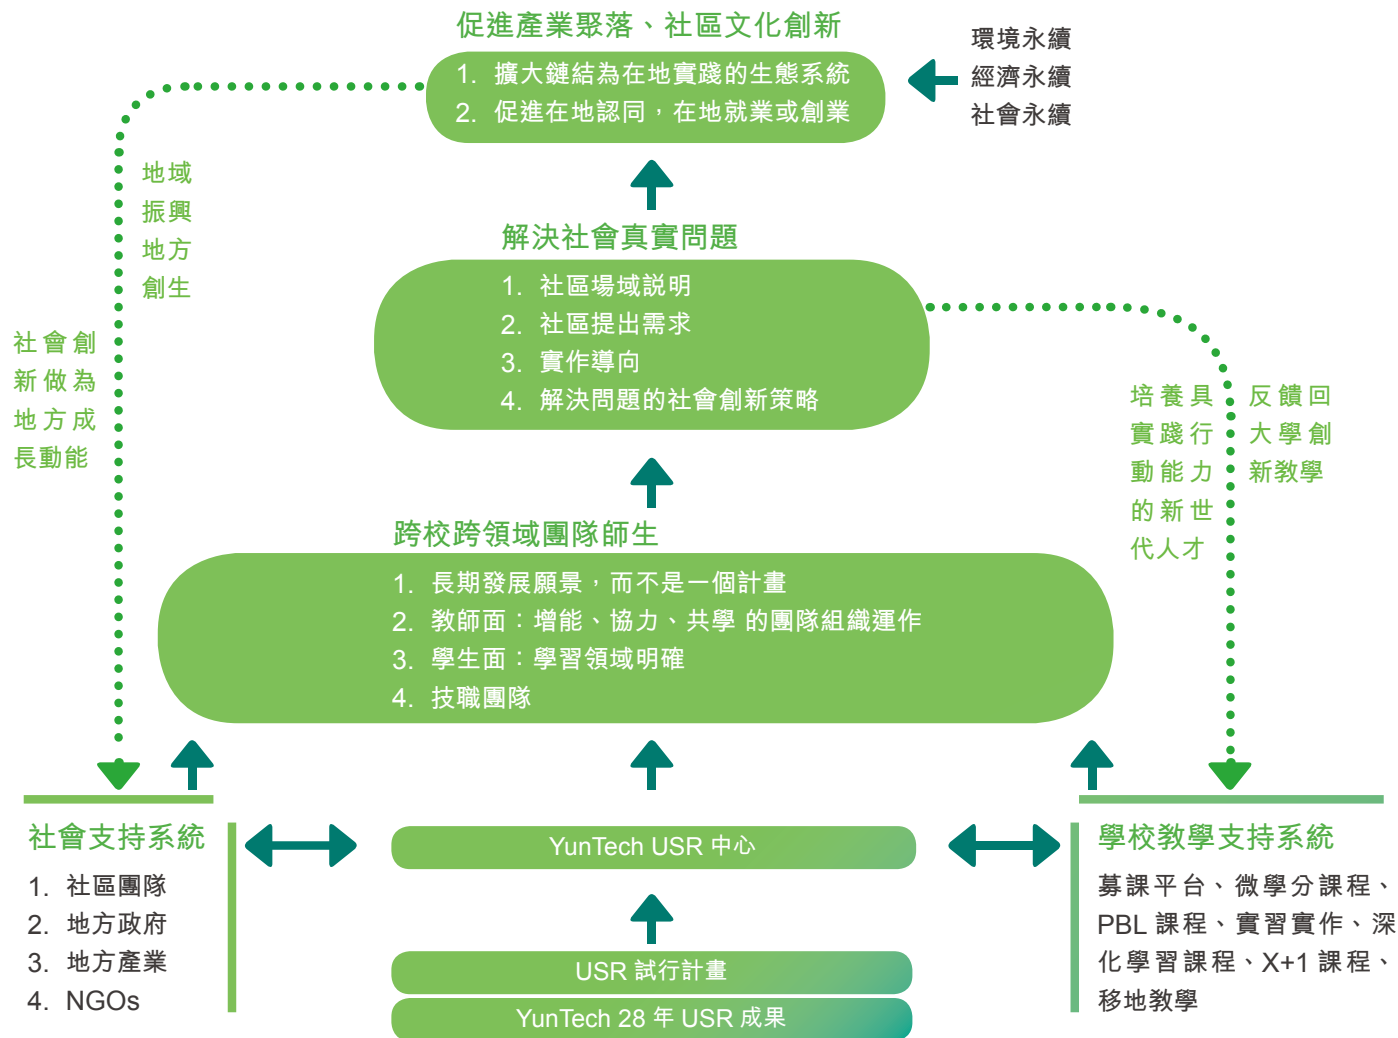 促進產業聚落、社區文化創新
1. 擴大鏈結為在地實踐的生態系統
2. 促進在地認同，在地就業或創業
環境永續
經濟永續
社會永續
地域
振興
地方
創生
社會創
新做為
地方成
長動能
解決社會真實問題
1. 社區場域説明
2. 社區提出需求
3. 實作導向
4. 解決問題的社會創新策略
培養具
實踐行
動能力
的新世
代人才
反饋回
大學創
新教學
跨校跨領域團隊師生
1. 長期發展願景，而不是一個計畫
2. 教師面：增能、協力、共學 的團隊組織運作
3. 學生面：學習領域明確
4. 技職團隊
社會支持系統
1. 社區團隊
2. 地方政府
3. 地方產業
4. NGOs
YunTech USR 中心
USR 試行計畫
YunTech 28 年 USR 成果
學校教學支持系統
募課平台、微學分課程、
PBL 課程、實習實作、深
化學習課程、X+1 課程、
移地教學